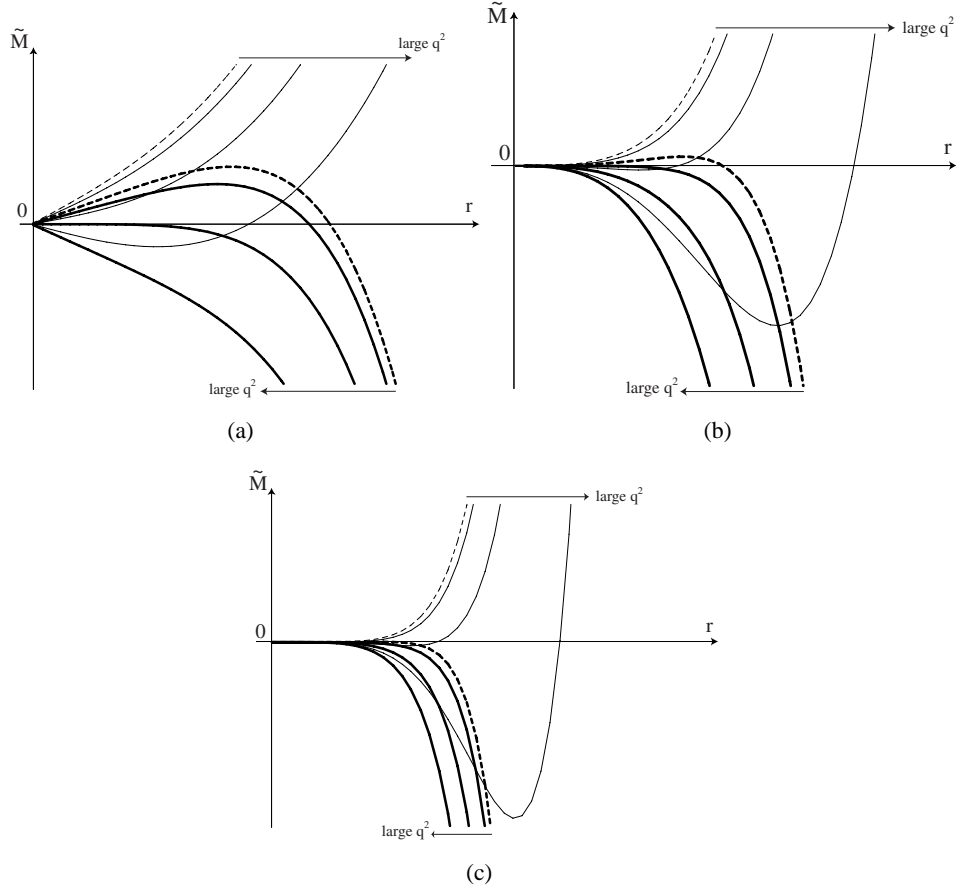 M̃
large q²
0
r
large q²
(a)
M̃
large q²
0
r
large q²
(b)
M̃
large q²
0
r
large q²
(c)